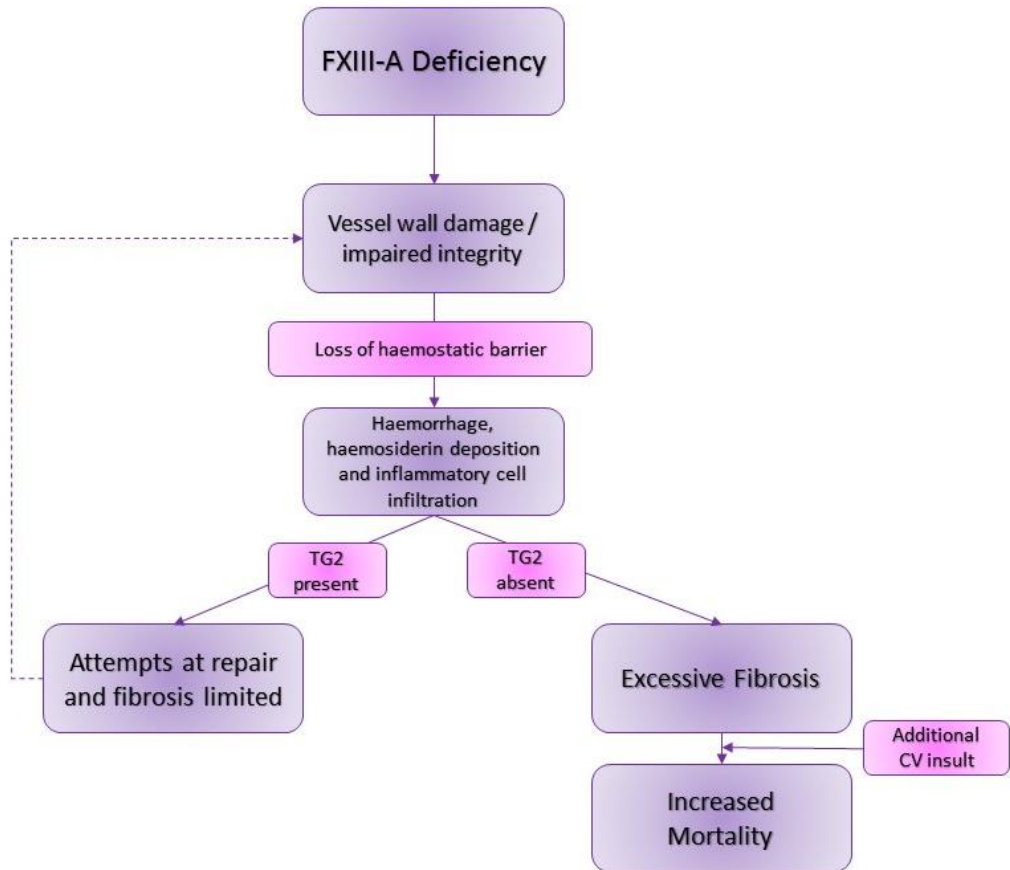 FXIII-A Deficiency
Vessel wall damage /
impaired integrity
Loss of haemostatic barrier
Haemorrhage,
haemosiderin deposition
and inflammatory cell
infiltration
TG2
present
TG2
absent
Attempts at repair
and fibrosis limited
Excessive Fibrosis
Additional
CV insult
Increased
Mortality